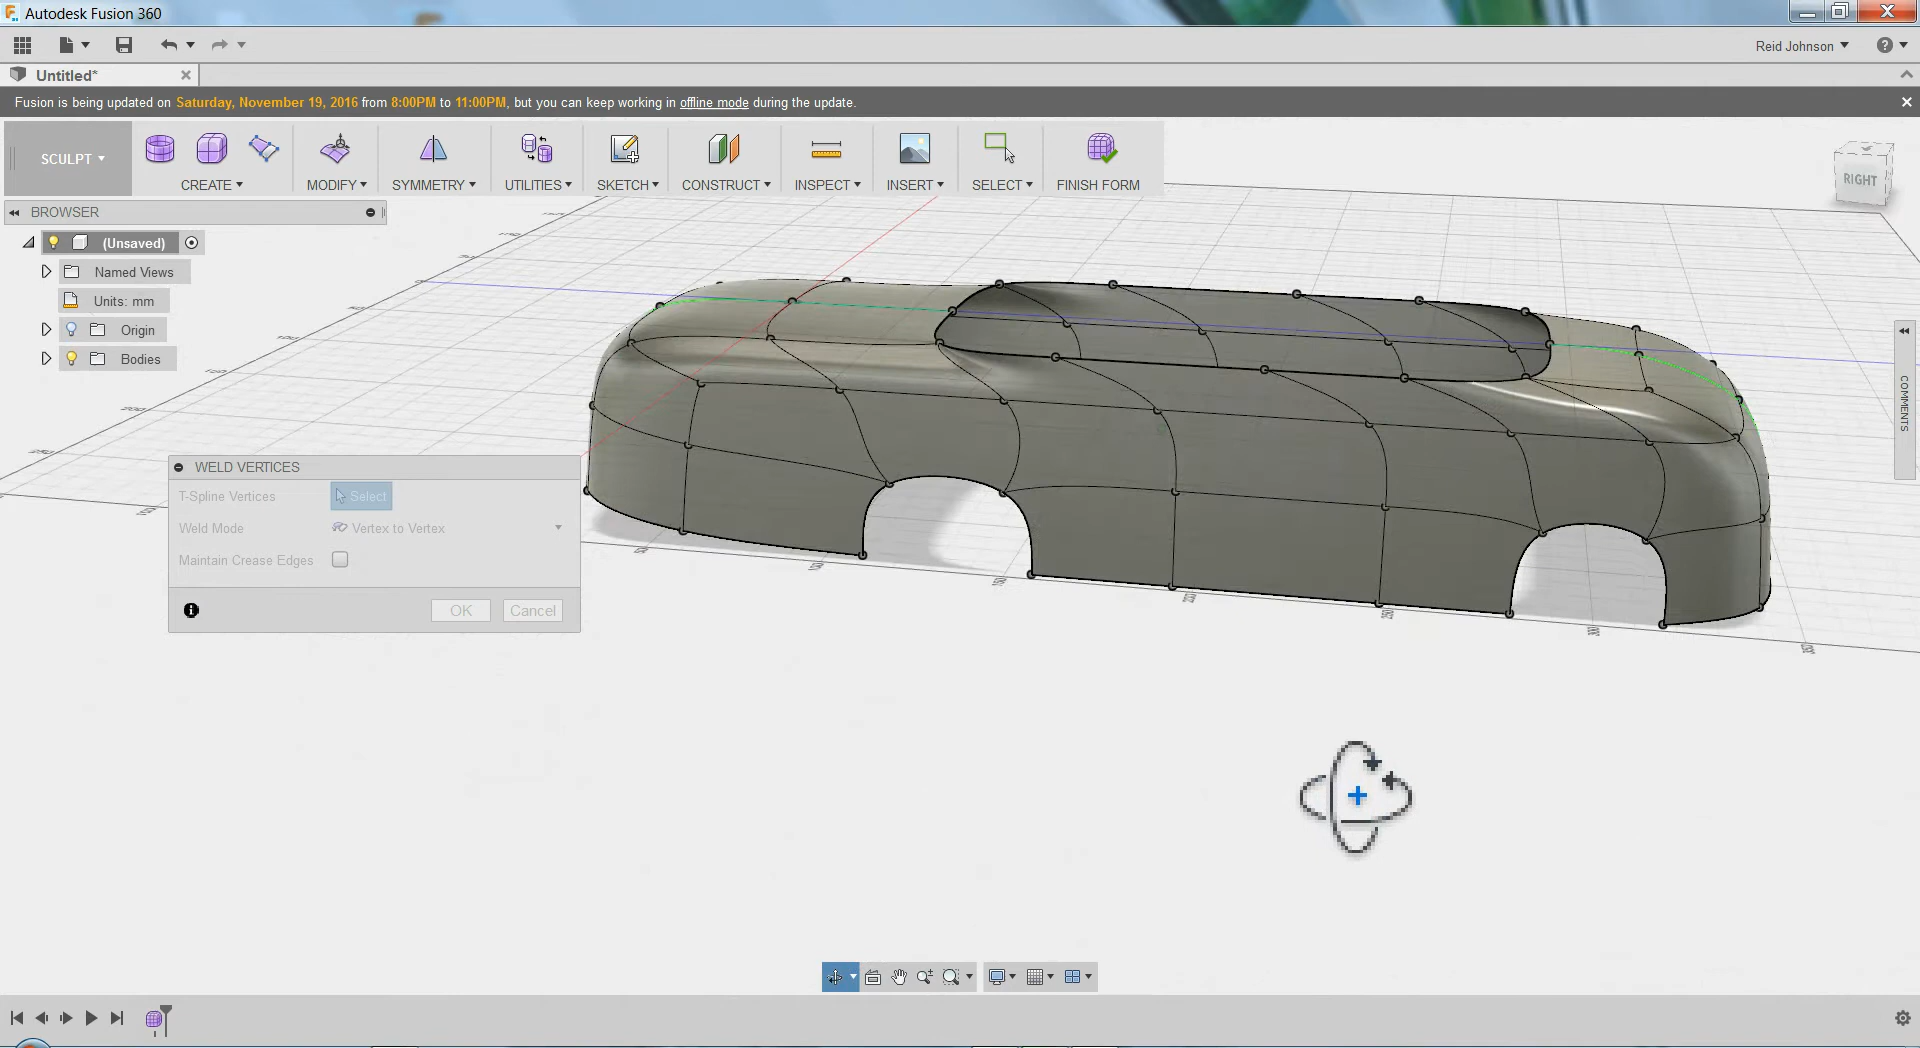 Autodesk Fusion 360
Reid Johnson
Untitled*
Fusion is being updated on Saturday, November 19, 2016 from 8:00PM to 11:00PM, but you can keep working in offline mode during the update.
SCULPT
CREATE
MODIFY
SYMMETRY
UTILITIES
SKETCH
CONSTRUCT
INSPECT
INSERT
SELECT
FINISH FORM
RIGHT
BROWSER
(Unsaved)
Named Views
Units: mm
Origin
Bodies
COMMENTS
WELD VERTICES
T-Spline Vertices
Select
Weld Mode
Vertex to Vertex
Maintain Crease Edges
OK
Cancel